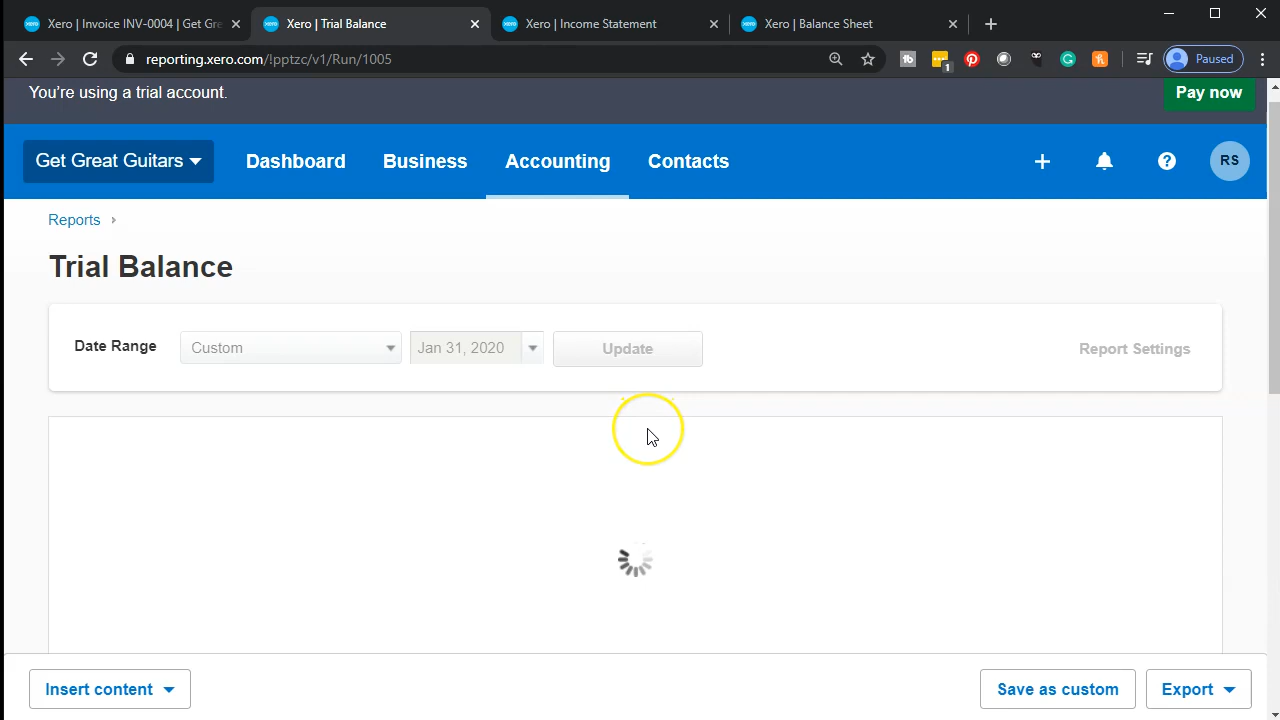 Xero | Invoice INV-0004 | Get Gre
Xero | Trial Balance
Xero | Income Statement
Xero | Balance Sheet
reporting.xero.com/!pptzc/v1/Run/1005
1
Paused
You're using a trial account.
Pay now
Get Great Guitars
Dashboard
Business
Accounting
Contacts
RS
Reports
Trial Balance
Date Range
Custom
Jan 31, 2020
Update
Report Settings
Insert content
Save as custom
Export